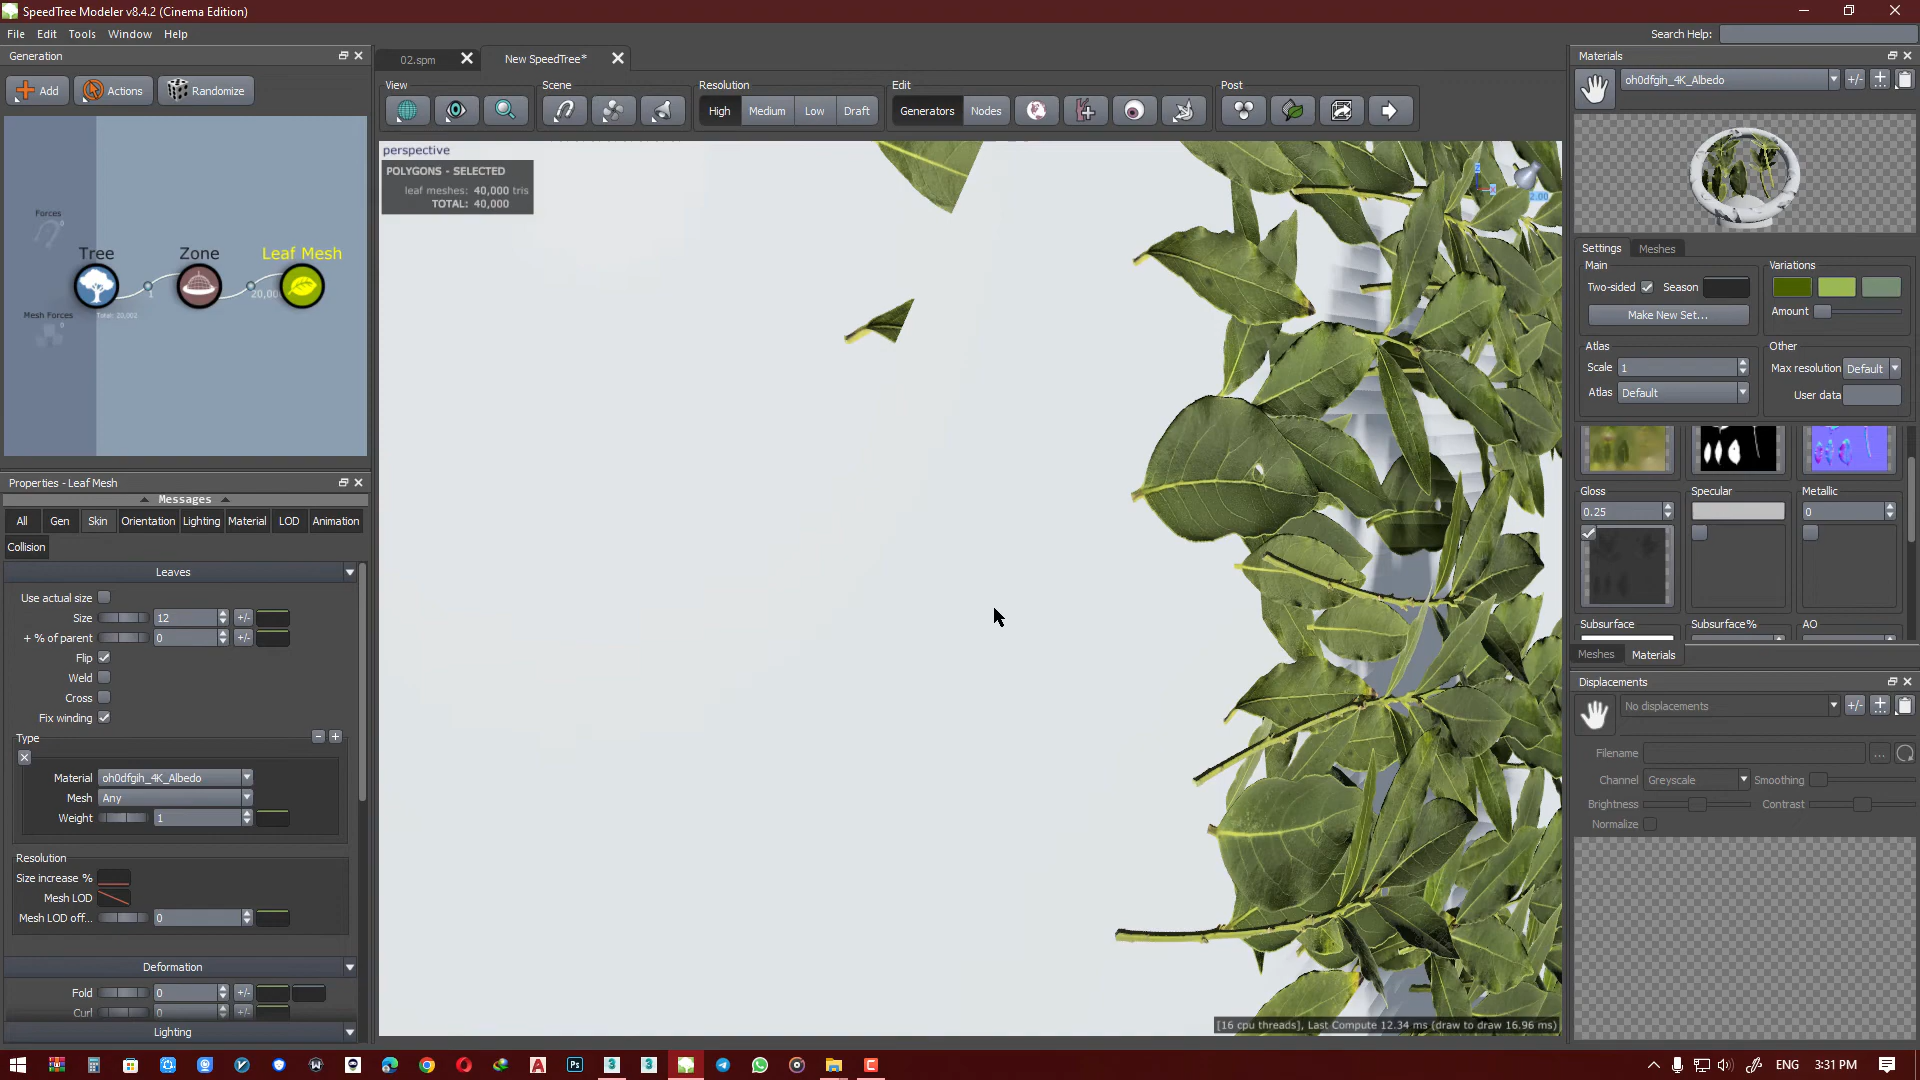 SpeedTree Modeler v8.4.2 (Cinema Edition)
File Edit Tools Window Help
Search Help:
Generation
Add Actions Randomize
Forces
Tree Zone Leaf Mesh
1 20,00
Mesh Forces Total: 20,002
Properties - Leaf Mesh
Messages
All Gen Skin Orientation Lighting Material LOD Animation
Collision
Leaves
Use actual size
Size 12 +/-
+ % of parent 0 +/-
Flip
Weld
Cross
Fix winding
Type
Material oh0dfgih_4K_Albedo
Mesh Any
Weight 1
Resolution
Size increase %
Mesh LOD
Mesh LOD off... 0
Deformation
Fold 0 +/-
Curl 0 +/-
Lighting
02.spm New SpeedTree*
View Scene Resolution Edit Post
High Medium Low Draft Generators Nodes
perspective
POLYGONS - SELECTED
leaf meshes: 40,000 tris
TOTAL: 40,000
2.00
[16 cpu threads], Last Compute 12.34 ms (draw to draw 16.96 ms)
Materials
oh0dfgih_4K_Albedo +/-
Settings Meshes
Main Variations
Two-sided Season
Make New Set... Amount
Atlas Other
Scale 1 Max resolution Default
Atlas Default User data
Gloss Specular Metallic
0.25 0
Subsurface Subsurface% AO
Meshes Materials
Displacements
No displacements +/-
Filename ...
Channel Greyscale Smoothing
Brightness Contrast
Normalize
ENG 3:31 PM